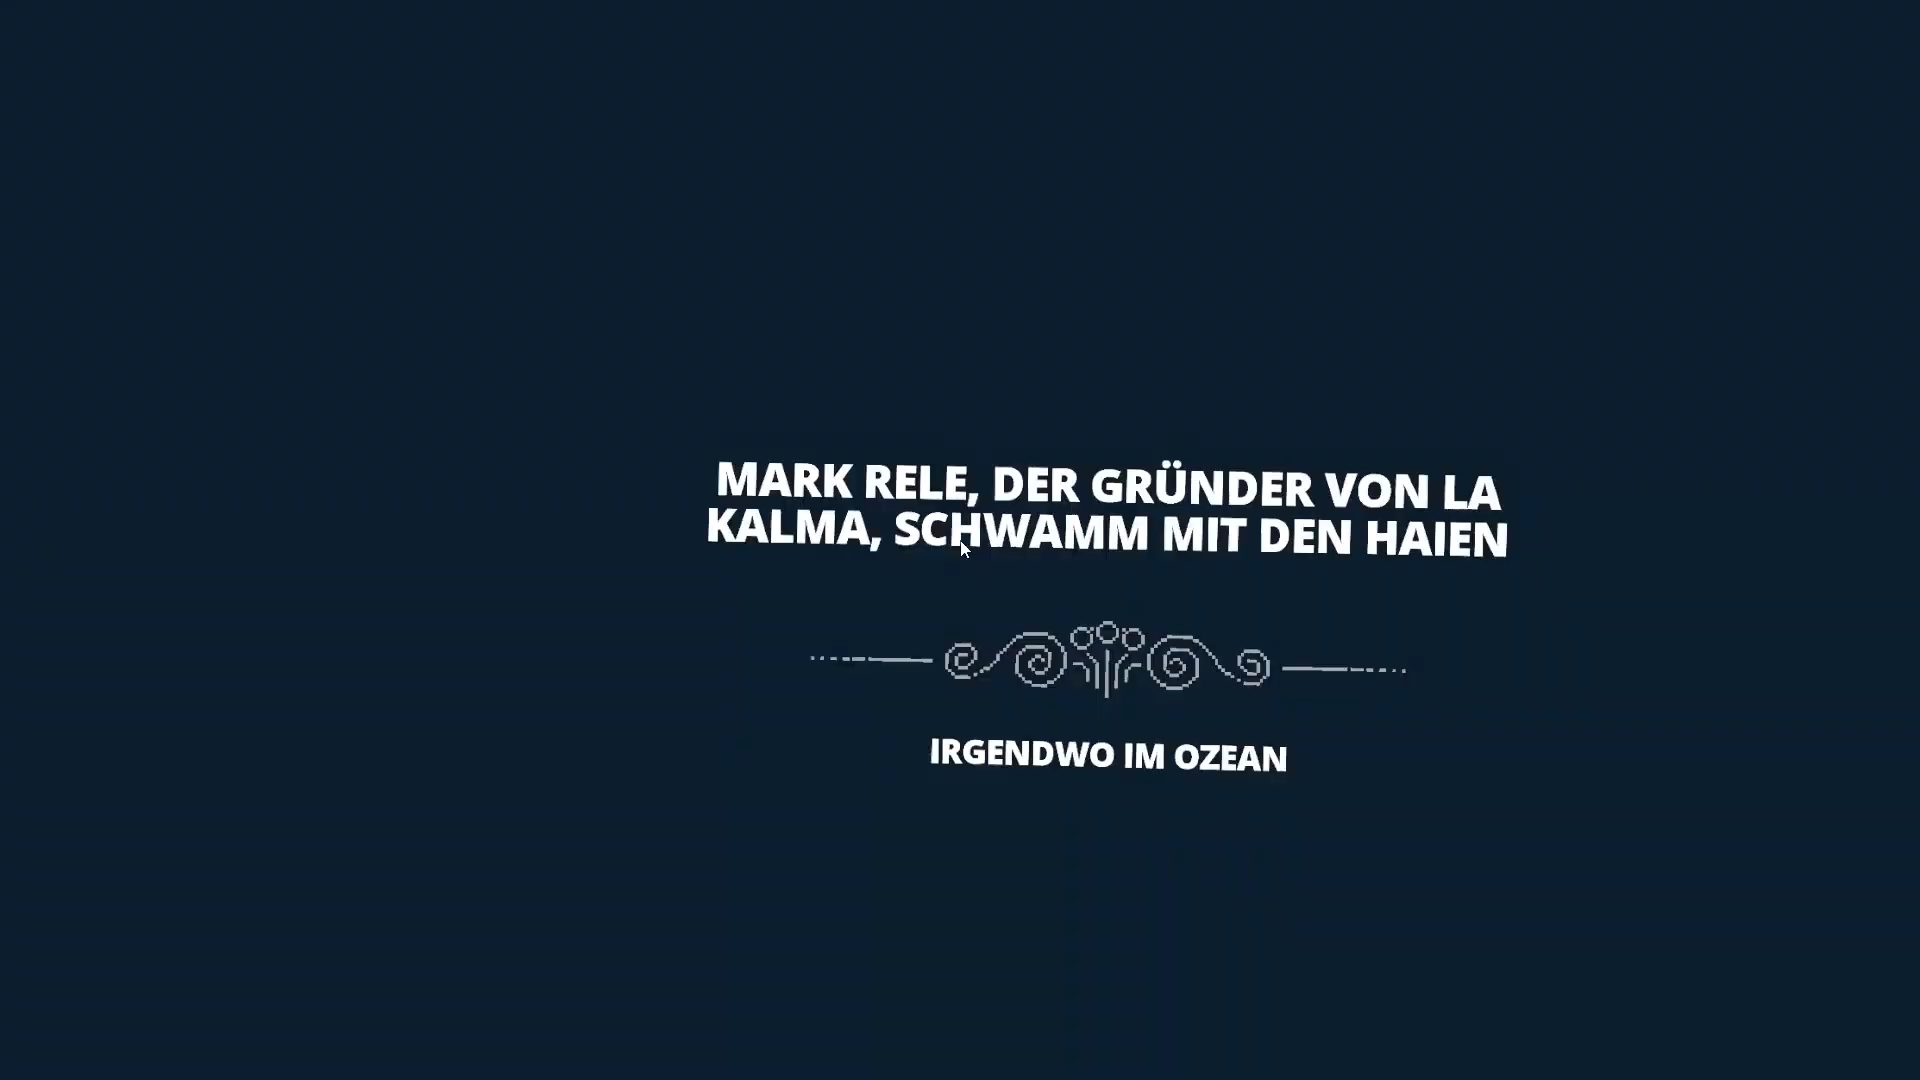 MARK RELE, DER GRÜNDER VON LA
KALMA, SCHWAMM MIT DEN HAIEN
IRGENDWO IM OZEAN